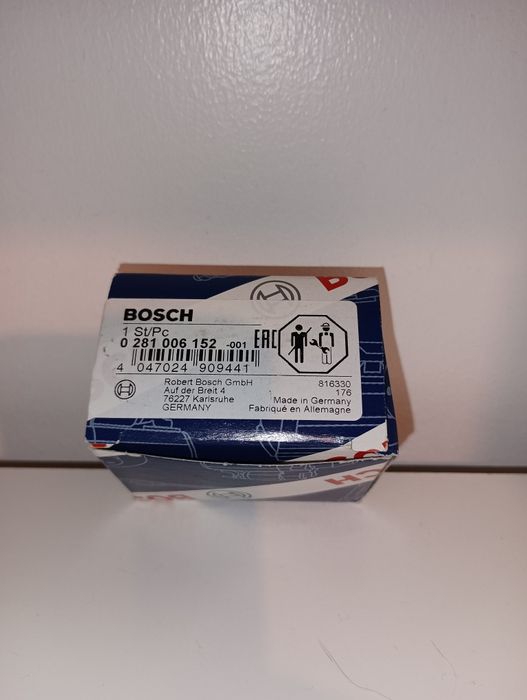 BOSCH
1 St/Pc
0 281 006 152 -001
EAC
4 047024 909441
Robert Bosch GmbH
Auf der Breit 4
76227 Karlsruhe
GERMANY
816330
176
Made in Germany
Fabriqué en Allemagne